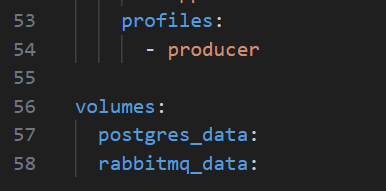 53 profiles:
54 - producer
55
56 volumes:
57 postgres_data:
58 rabbitmq_data: